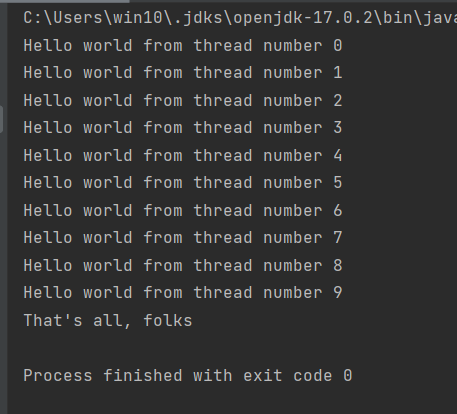 C:\Users\win10\.jdks\openjdk-17.0.2\bin\java
Hello world from thread number 0
Hello world from thread number 1
Hello world from thread number 2
Hello world from thread number 3
Hello world from thread number 4
Hello world from thread number 5
Hello world from thread number 6
Hello world from thread number 7
Hello world from thread number 8
Hello world from thread number 9
That's all, folks
Process finished with exit code 0